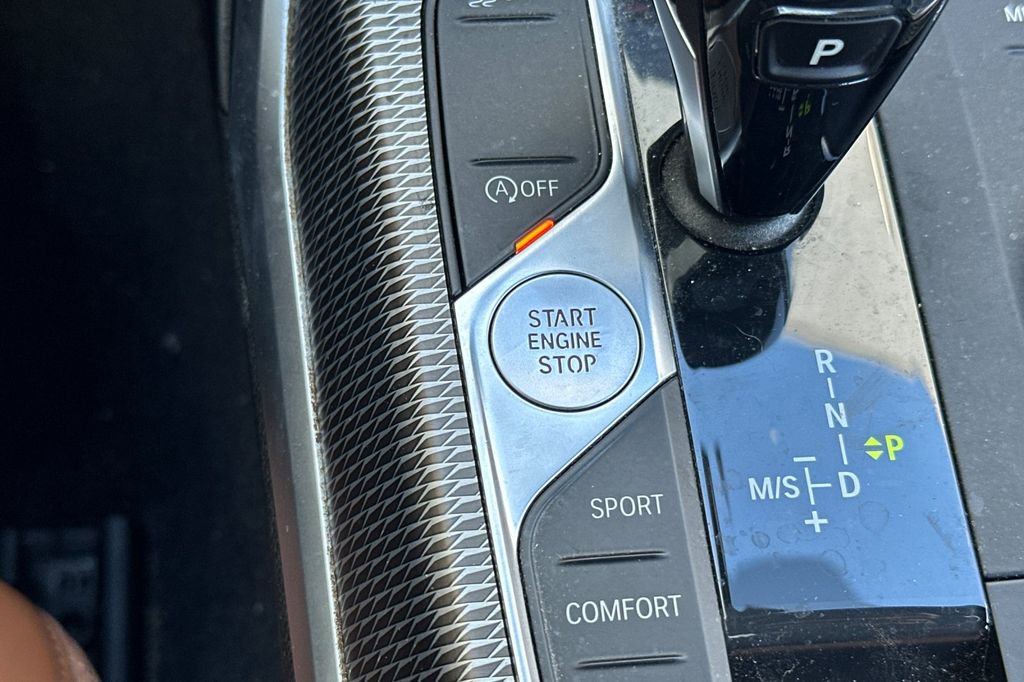 P
A OFF
START
ENGINE
STOP
R
N
P
M/S
D
−
+
SPORT
COMFORT